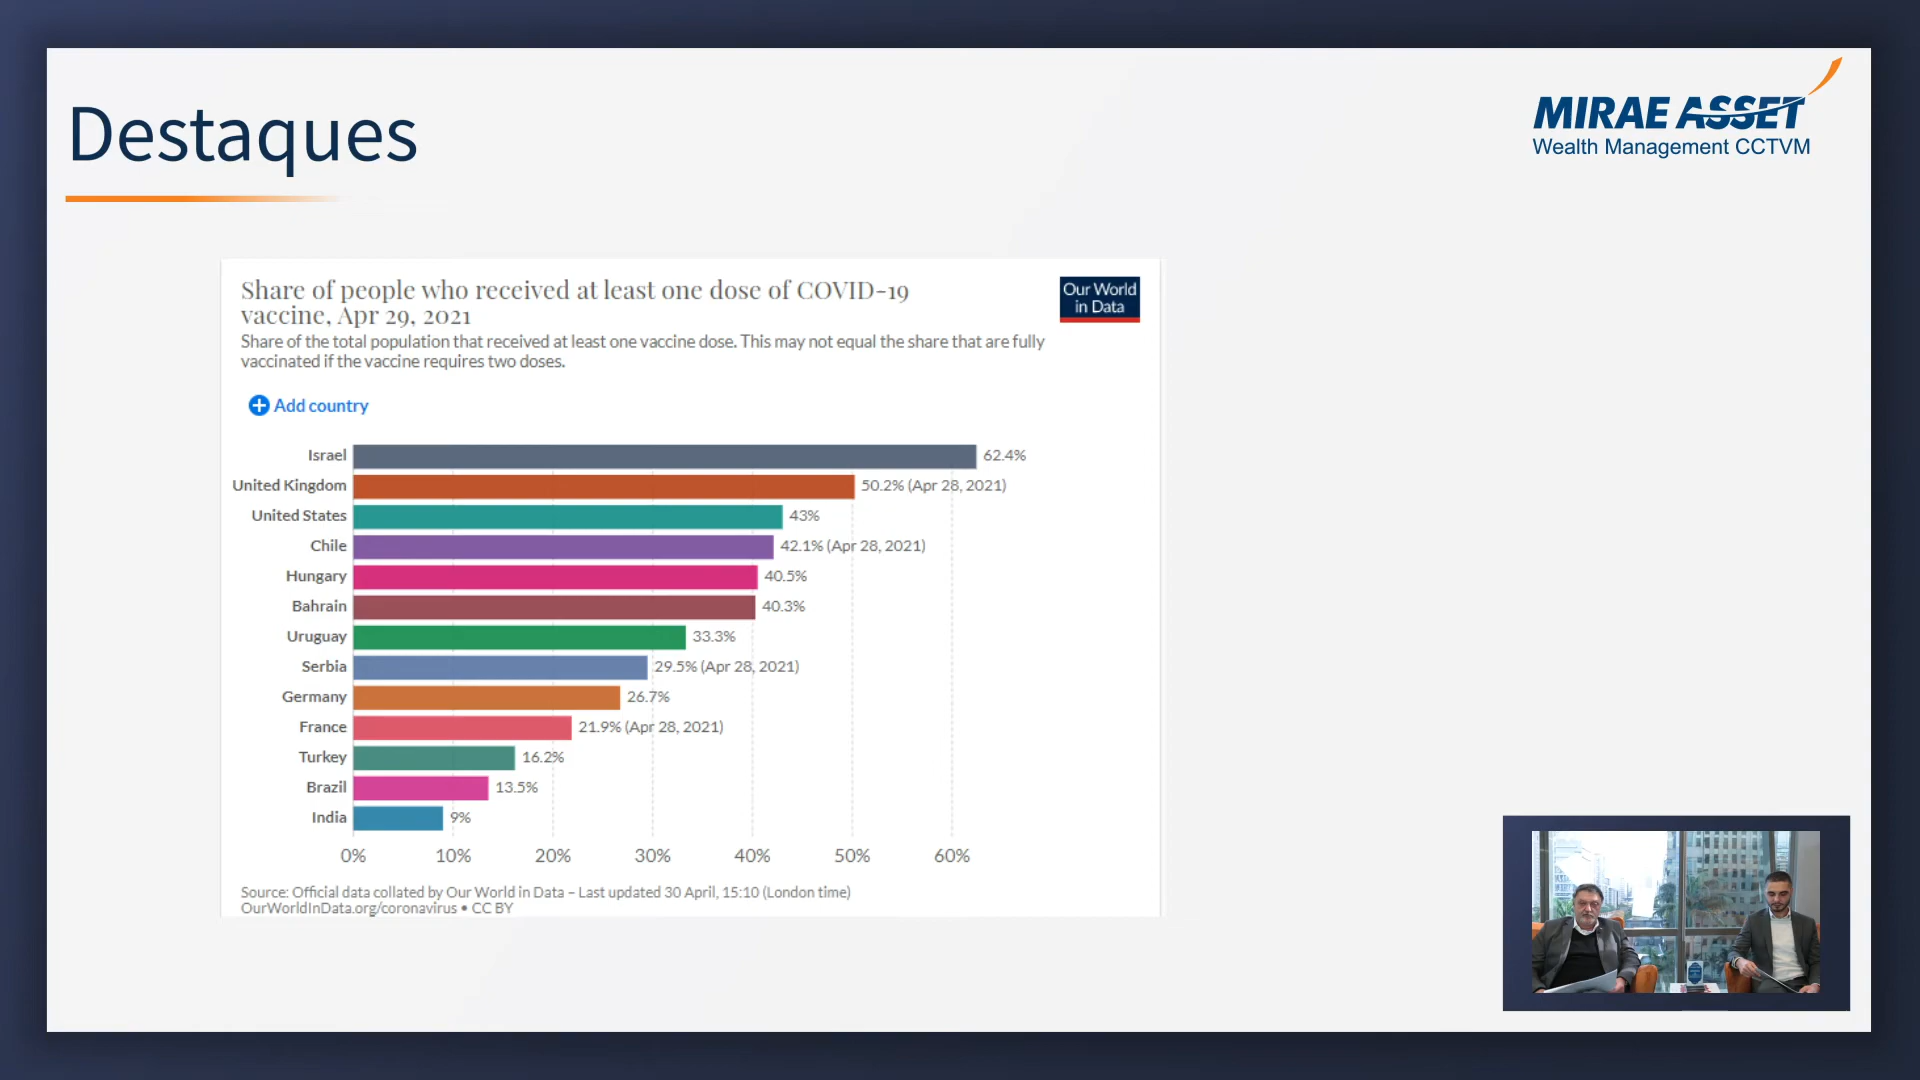 Destaques
MIRAE ASSET
Wealth Management CCTVM
Share of people who received at least one dose of COVID-19
vaccine, Apr 29, 2021
Our World
in Data
Share of the total population that received at least one vaccine dose. This may not equal the share that are fully
vaccinated if the vaccine requires two doses.
Add country
Israel 62.4%
United Kingdom 50.2% (Apr 28, 2021)
United States 43%
Chile 42.1% (Apr 28, 2021)
Hungary 40.5%
Bahrain 40.3%
Uruguay 33.3%
Serbia 29.5% (Apr 28, 2021)
Germany 26.7%
France 21.9% (Apr 28, 2021)
Turkey 16.2%
Brazil 13.5%
India 9%
0% 10% 20% 30% 40% 50% 60%
Source: Official data collated by Our World in Data – Last updated 30 April, 15:10 (London time)
OurWorldInData.org/coronavirus • CC BY